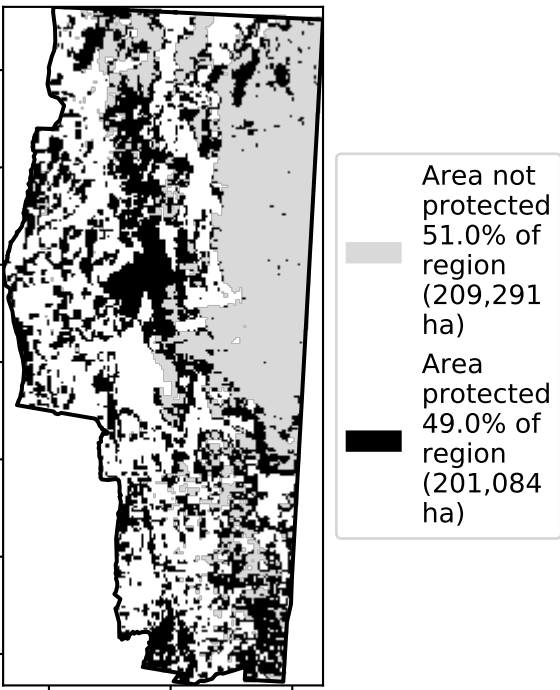 Area not
protected
51.0% of
region
(209,291
ha)
Area
protected
49.0% of
region
(201,084
ha)